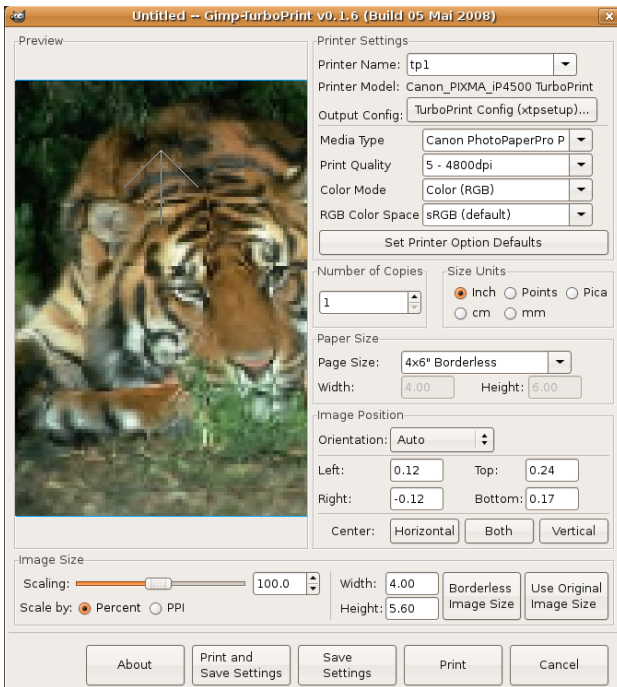 Untitled -- Gimp-TurboPrint v0.1.6 (Build 05 Mai 2008)
Preview
Printer Settings
Printer Name: tp1
Printer Model: Canon_PIXMA_iP4500 TurboPrint
Output Config: TurboPrint Config (xtpsetup)...
Media Type Canon PhotoPaperPro P
Print Quality 5 - 4800dpi
Color Mode Color (RGB)
RGB Color Space sRGB (default)
Set Printer Option Defaults
Number of Copies
1
Size Units
Inch Points Pica
cm mm
Paper Size
Page Size: 4x6" Borderless
Width: 4.00 Height: 6.00
Image Position
Orientation: Auto
Left: 0.12 Top: 0.24
Right: -0.12 Bottom: 0.17
Center: Horizontal Both Vertical
Image Size
Scaling: 100.0
Scale by: Percent PPI
Width: 4.00
Height: 5.60
Borderless
Image Size
Use Original
Image Size
About
Print and
Save Settings
Save
Settings
Print
Cancel